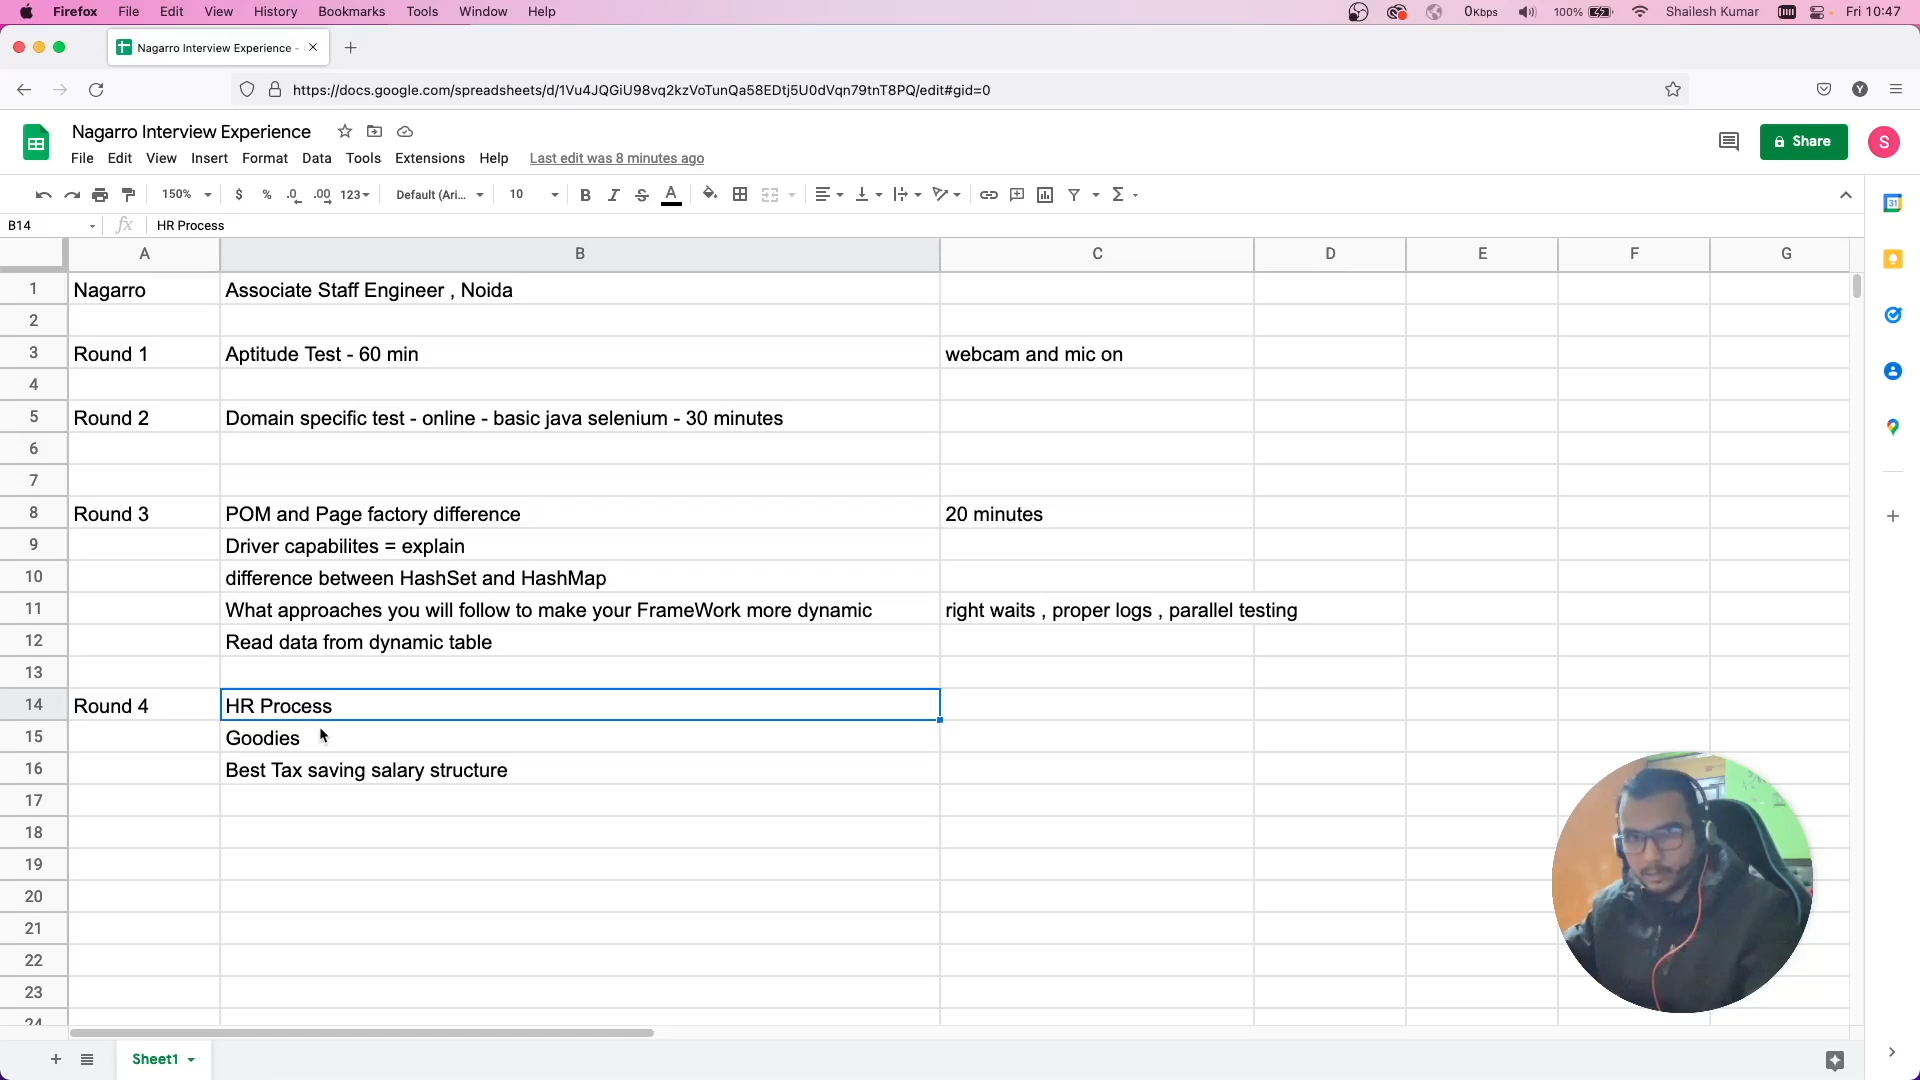 Firefox File Edit View History Bookmarks Tools Window Help 0Kbps 100% Shailesh Kumar Fri 10:47
Nagarro Interview Experience -
https://docs.google.com/spreadsheets/d/1Vu4JQGiU98vq2kzVoTunQa58EDtj5U0dVqn79tnT8PQ/edit#gid=0 Y
Nagarro Interview Experience
File Edit View Insert Format Data Tools Extensions Help Last edit was 8 minutes ago
Share
S
150% $ % .0 .00 123 Default (Ari... 10 B I S A Σ
31
B14 fx HR Process
A B C D E F G
1 Nagarro Associate Staff Engineer , Noida
2
3 Round 1 Aptitude Test - 60 min webcam and mic on
4
5 Round 2 Domain specific test - online - basic java selenium - 30 minutes
6
7
8 Round 3 POM and Page factory difference 20 minutes
9 Driver capabilites = explain
10 difference between HashSet and HashMap
11 What approaches you will follow to make your FrameWork more dynamic right waits , proper logs , parallel testing
12 Read data from dynamic table
13
14 Round 4 HR Process
15 Goodies
16 Best Tax saving salary structure
17
18
19
20
21
22
23
24
Sheet1